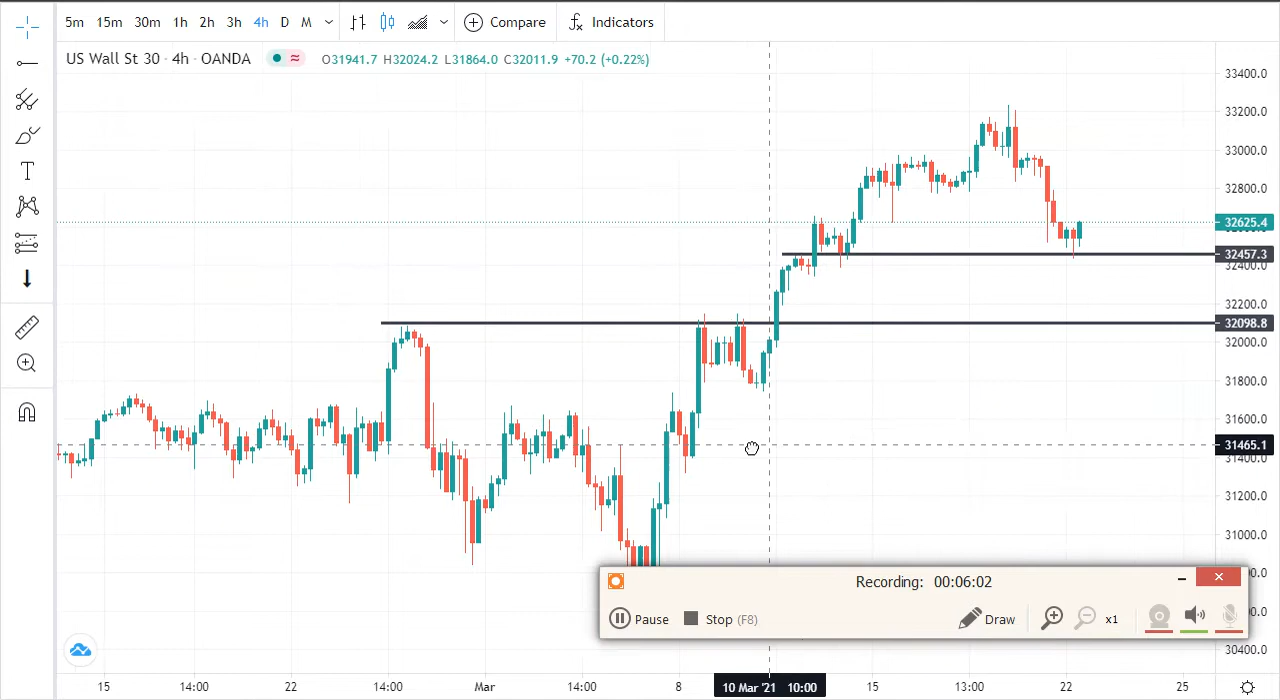 5m 15m 30m 1h 2h 3h 4h D M Compare Indicators
US Wall St 30 · 4h · OANDA ≈ O31941.7 H32024.2 L31864.0 C32011.9 +70.2 (+0.22%)
33400.0
33200.0
33000.0
32800.0
32625.4
32457.3
32400.0
32200.0
32098.8
32000.0
31800.0
31600.0
31465.1
31400.0
31200.0
31000.0
Recording: 00:06:02
Pause Stop (F8) Draw x1
30400.0
15 14:00 22 14:00 Mar 14:00 8 10 Mar '21 10:00 15 13:00 22 25
T